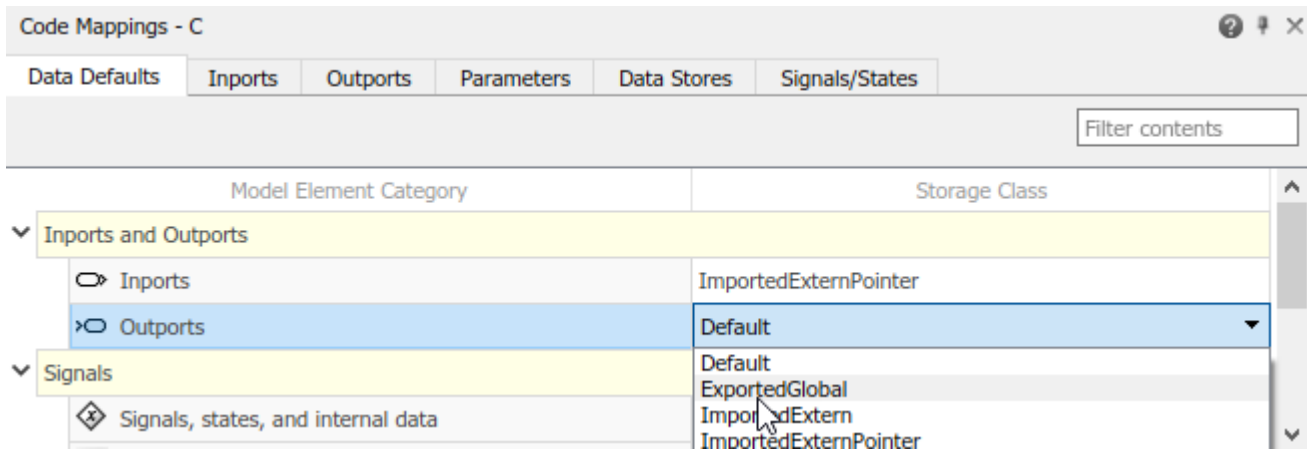 Code Mappings - C
Data Defaults Inports Outports Parameters Data Stores Signals/States
Filter contents
Model Element Category Storage Class
Inports and Outports
Inports ImportedExternPointer
Outports Default
Default
Signals
ExportedGlobal
Signals, states, and internal data
ImportedExtern
ImportedExternPointer